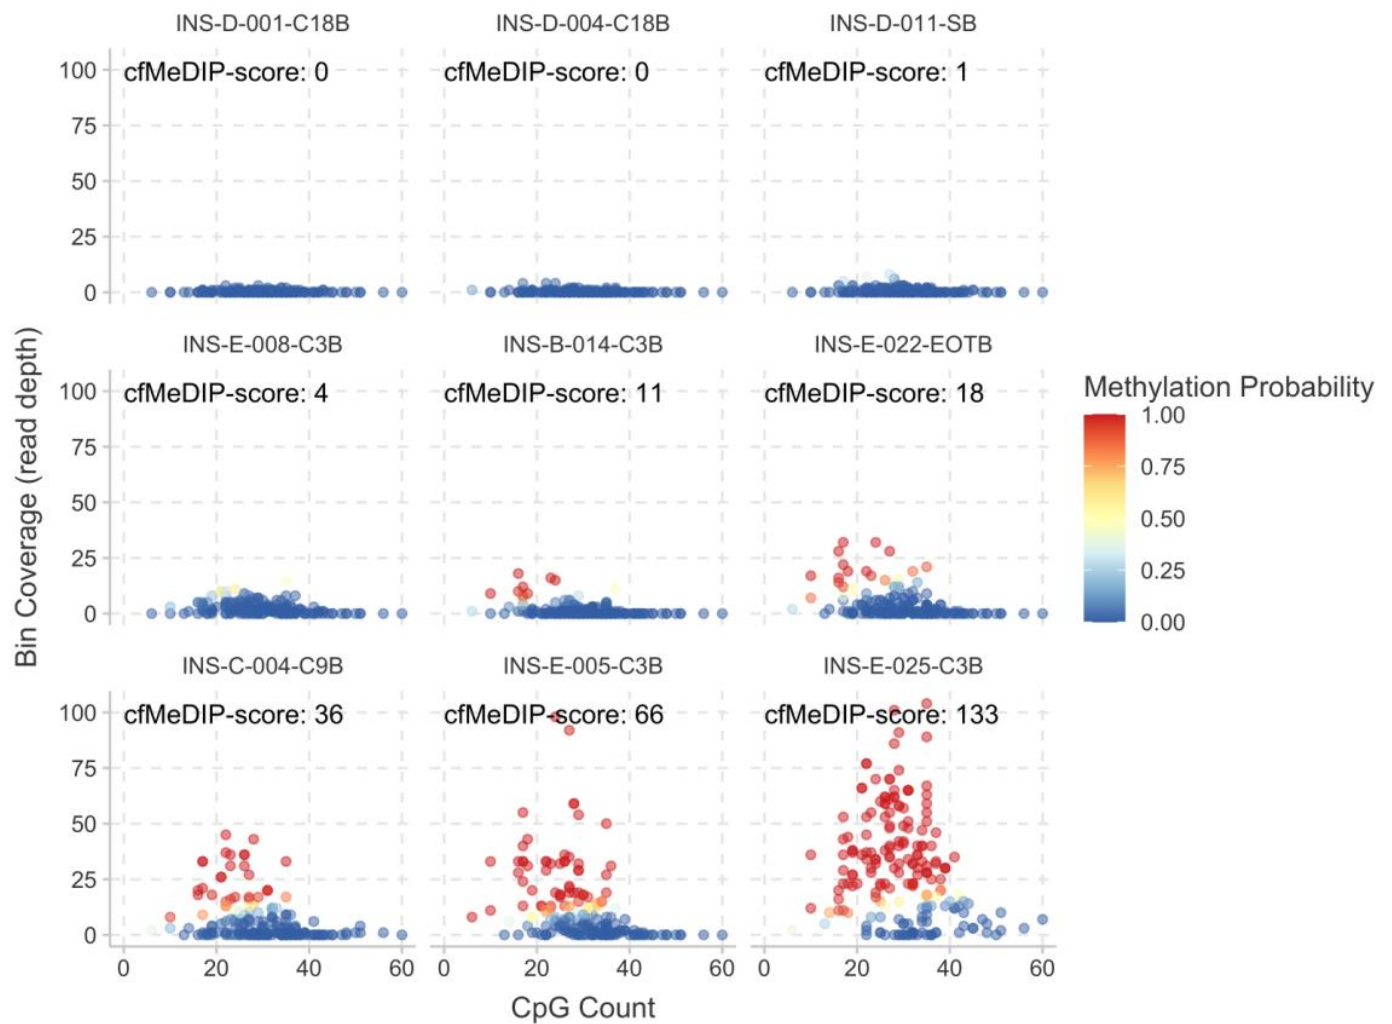 INS-D-001-C18B INS-D-004-C18B INS-D-011-SB
cfMeDIP-score: 0 cfMeDIP-score: 0 cfMeDIP-score: 1
100
75
50
25
0
INS-E-008-C3B INS-B-014-C3B INS-E-022-EOTB
cfMeDIP-score: 4 cfMeDIP-score: 11 cfMeDIP-score: 18
100
75
50
25
0
INS-C-004-C9B INS-E-005-C3B INS-E-025-C3B
cfMeDIP-score: 36 cfMeDIP-score: 66 cfMeDIP-score: 133
100
75
50
25
0
0 20 40 60 0 20 40 60 0 20 40 60
CpG Count
Bin Coverage (read depth)
Methylation Probability
1.00
0.75
0.50
0.25
0.00